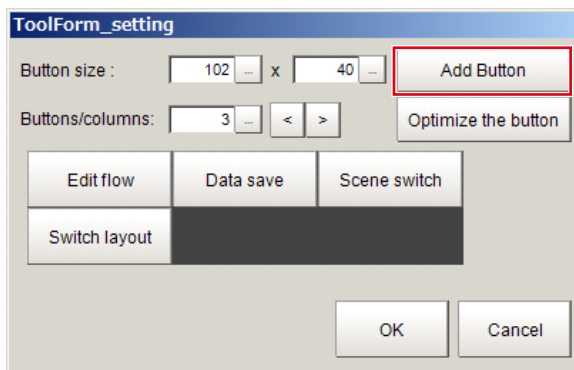 ToolForm_setting
Button size : 102 ... x 40 ... Add Button
Buttons/columns: 3 ... < > Optimize the button
Edit flow Data save Scene switch
Switch layout
OK Cancel